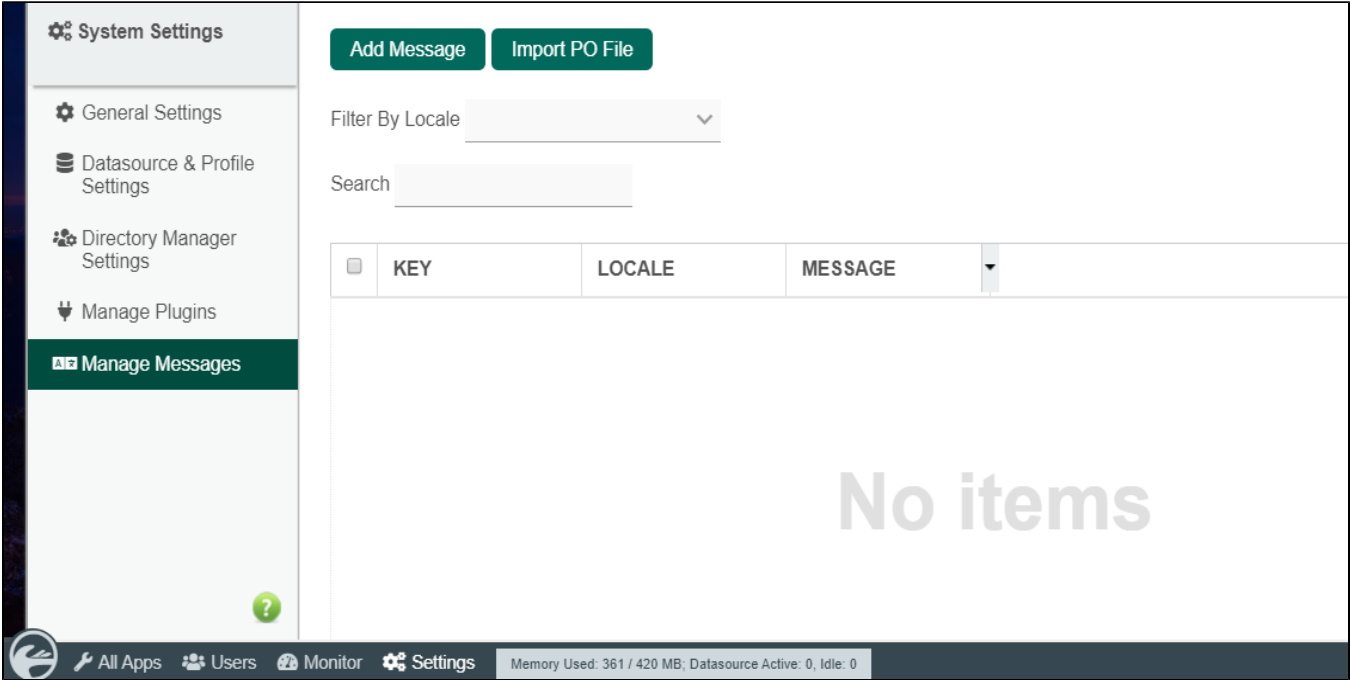 System Settings
General Settings
Datasource & Profile
Settings
Directory Manager
Settings
Manage Plugins
Manage Messages
?
Add Message
Import PO File
Filter By Locale
Search
KEY
LOCALE
MESSAGE
No items
All Apps
Users
Monitor
Settings
Memory Used: 361 / 420 MB; Datasource Active: 0, Idle: 0